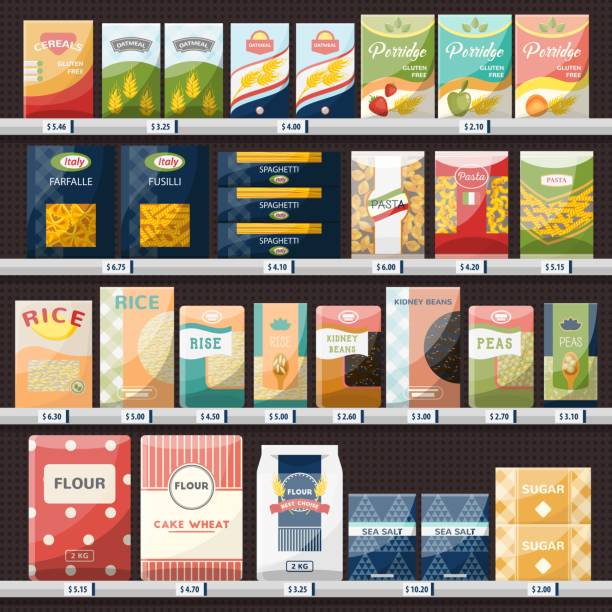 CEREALS
GLUTEN
FREE
OATMEAL
OATMEAL
OATMEAL
OATMEAL
Porridge
GLUTEN
FREE
Porridge
GLUTEN
FREE
Porridge
GLUTEN
FREE
$ 5.46
$ 3.25
$ 4.00
$ 2.10
Italy
FARFALLE
Italy
FUSILLI
SPAGHETTI
Italy
SPAGHETTI
Italy
SPAGHETTI
Italy
PASTA
Pasta
PASTA
$ 6.75
$ 4.10
$ 6.00
$ 4.20
$ 5.15
RICE
RICE
RISE
RISE
KIDNEY
BEANS
KIDNEY BEANS
PEAS
PEAS
$ 6.30
$ 5.00
$ 4.50
$ 5.00
$ 2.60
$ 3.00
$ 2.70
$ 3.10
FLOUR
2 KG
FLOUR
CAKE WHEAT
FLOUR
BEST CHOISE
2 KG
SEA SALT
SEA SALT
SUGAR
SUGAR
$ 5.15
$ 4.70
$ 3.25
$ 10.20
$ 2.00